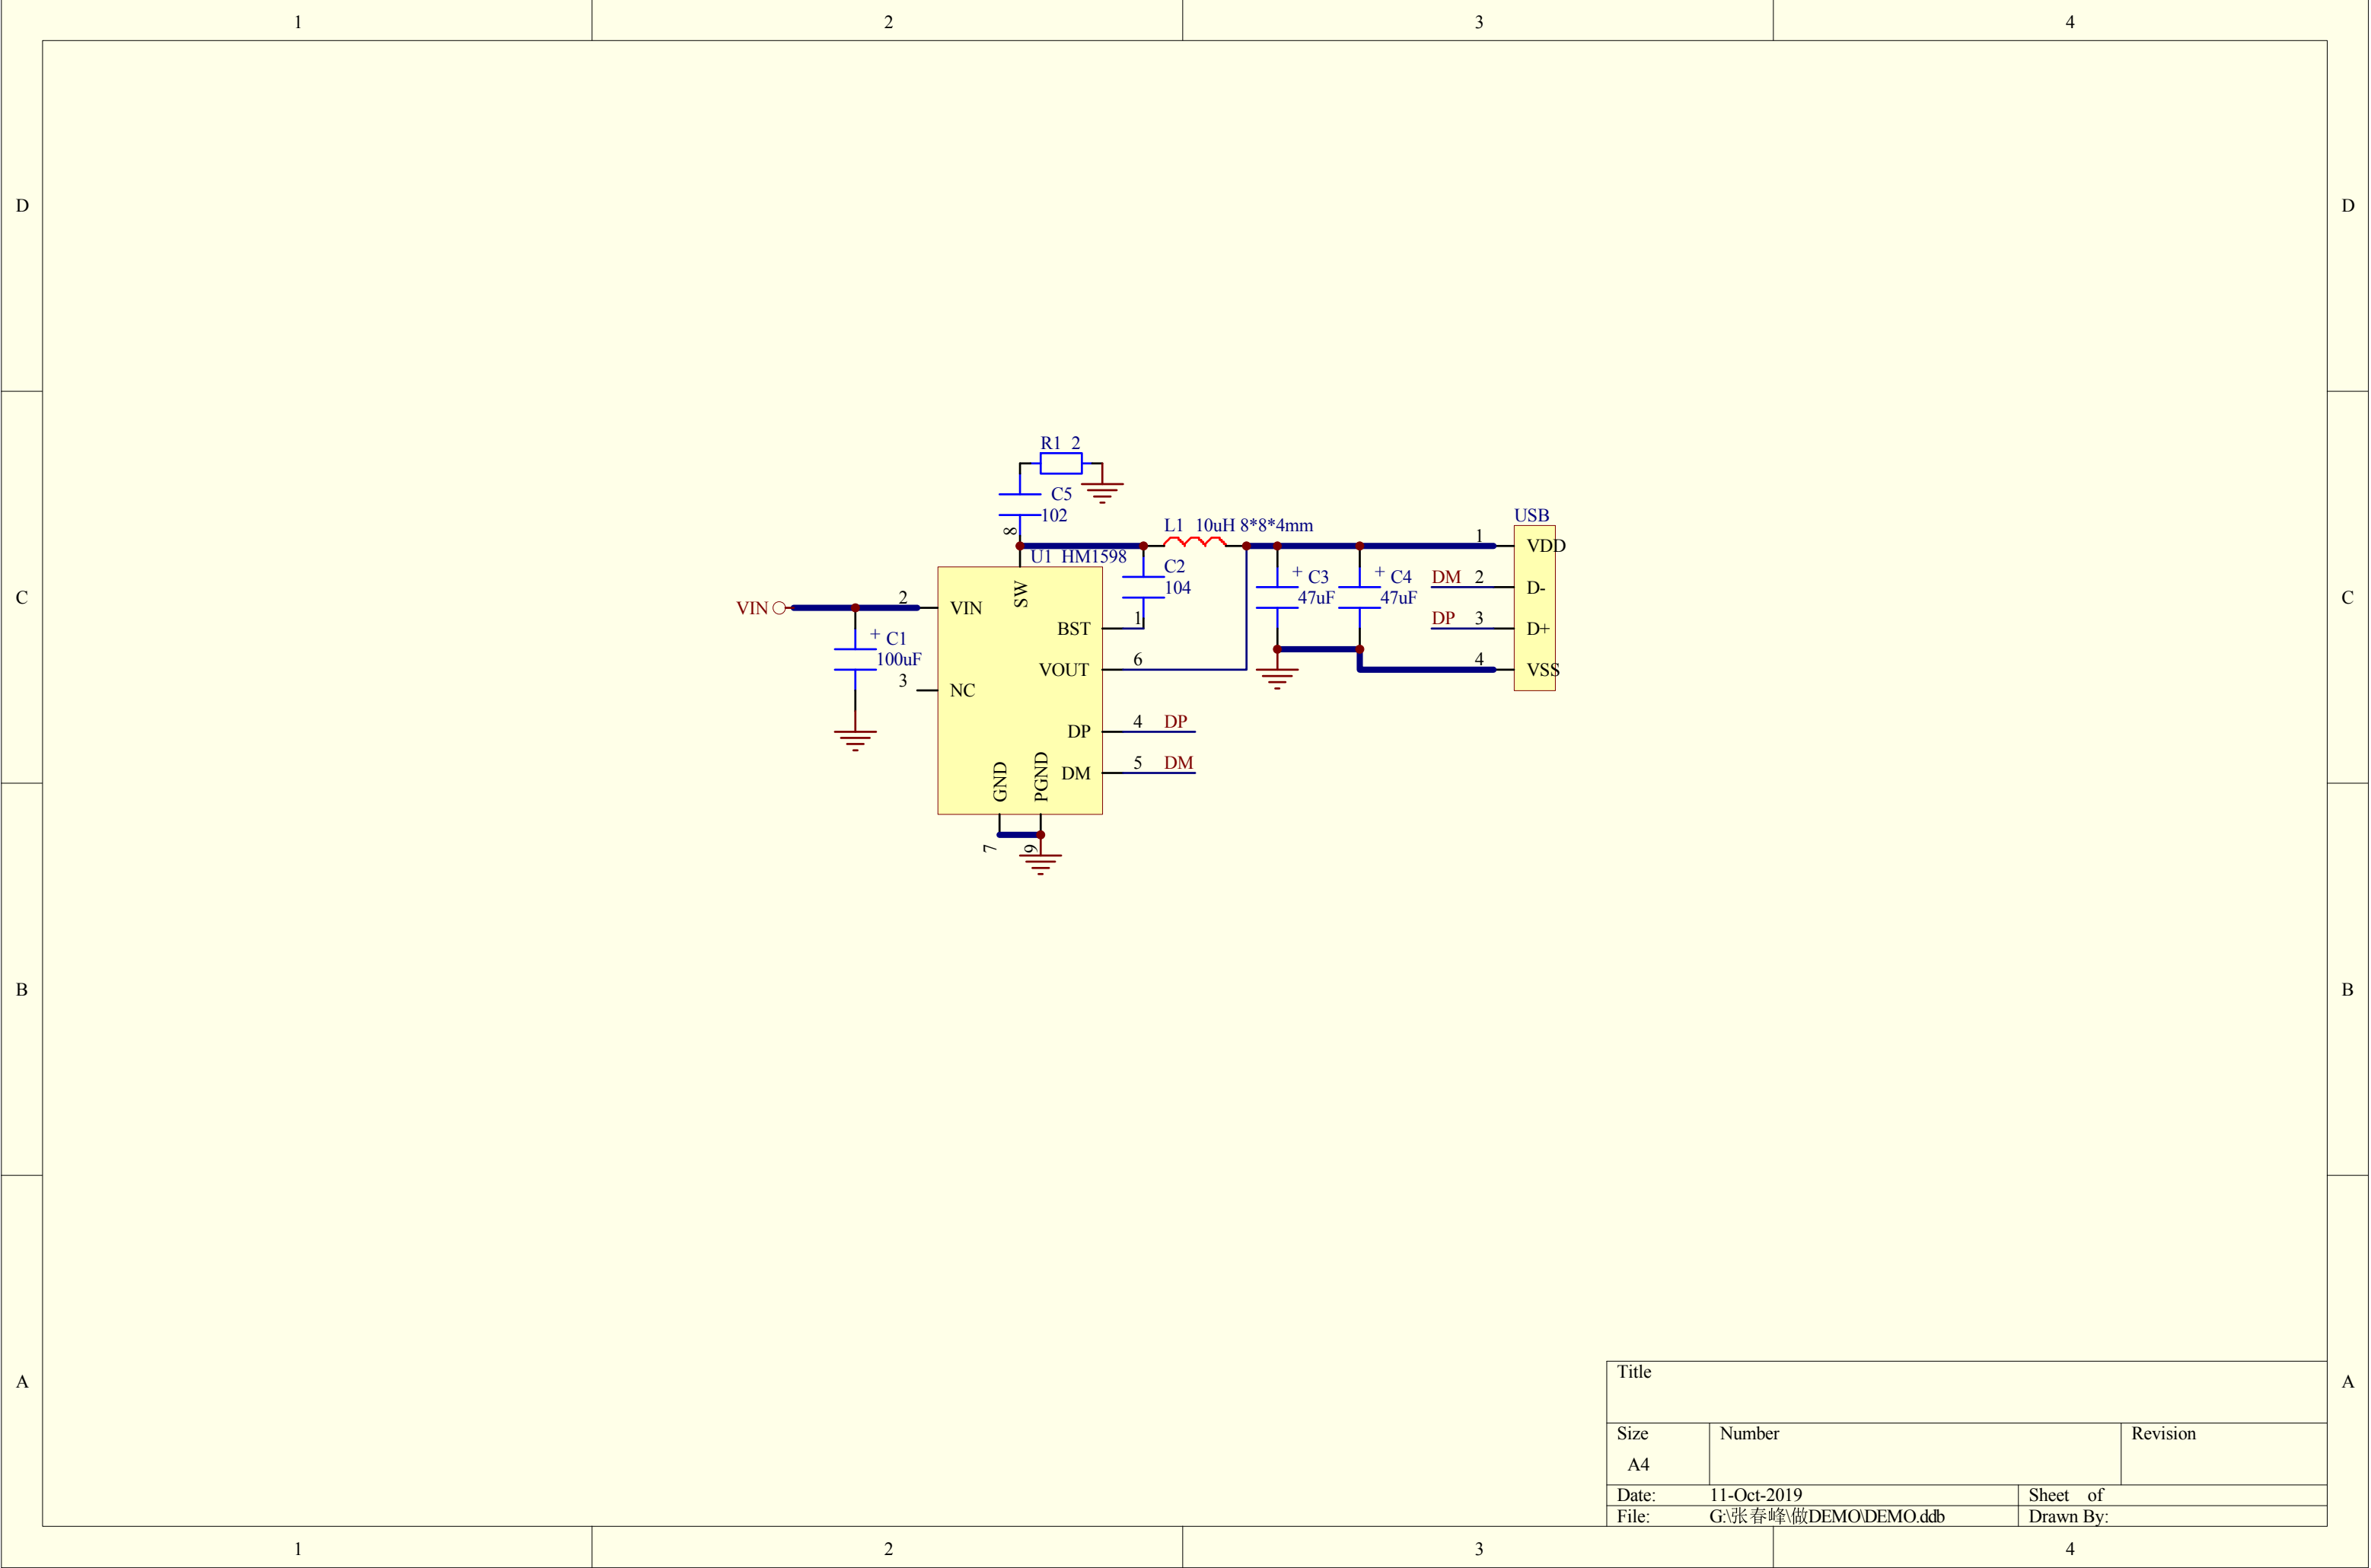 1 2 3 4
D D
R1 2
C5
102
8
L1 10uH 8*8*4mm
USB
1 VDD
U1 HM1598
C2
104
+ C3
47uF
+ C4
47uF
DM 2 D-
C C
VIN 2 VIN
SW
1
BST
DP 3 D+
+ C1
100uF
3 NC
VOUT 6
4 VSS
DP 4 DP
DM 5 DM
GND PGND
7 9
B B
A A
Title
Size Number Revision
A4
Date: 11-Oct-2019 Sheet of
File: G:\张春峰\做DEMO\DEMO.ddb Drawn By:
1 2 3 4